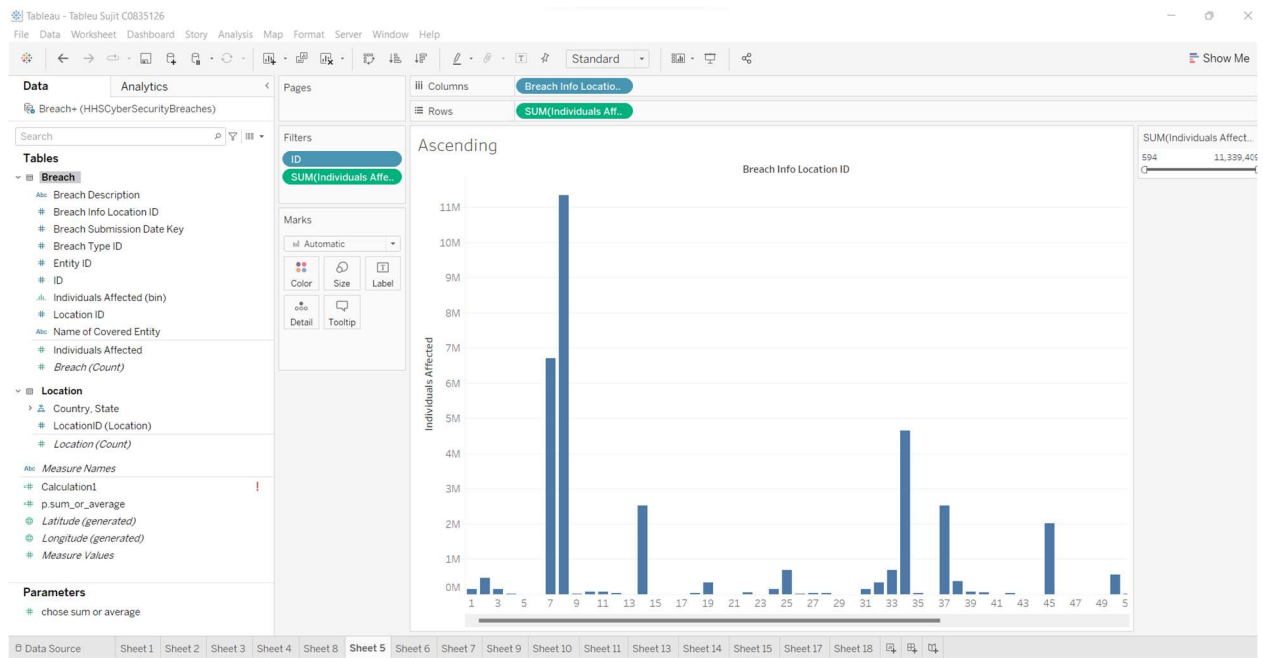 Tableau - Tableu Sujit C0835126
File Data Worksheet Dashboard Story Analysis Map Format Server Window Help
Standard
Show Me
Data Analytics
Breach+ (HHSCyberSecurityBreaches)
Search
Tables
Breach
Abc Breach Description
# Breach Info Location ID
# Breach Submission Date Key
# Breach Type ID
# Entity ID
# ID
Individuals Affected (bin)
# Location ID
Abc Name of Covered Entity
# Individuals Affected
# Breach (Count)
Location
Country, State
# LocationID (Location)
# Location (Count)
Abc Measure Names
=# Calculation1 !
=# p.sum_or_average
Latitude (generated)
Longitude (generated)
# Measure Values
Parameters
# chose sum or average
Pages
Filters
ID
SUM(Individuals Affe..
Marks
Automatic
Color Size Label
Detail Tooltip
iii Columns Breach Info Locatio..
Rows SUM(Individuals Aff..
Ascending
Breach Info Location ID
Individuals Affected
11M
10M
9M
8M
7M
6M
5M
4M
3M
2M
1M
0M
1 3 5 7 9 11 13 15 17 19 21 23 25 27 29 31 33 35 37 39 41 43 45 47 49 5
SUM(Individuals Affect..
594 11,339,409
Data Source Sheet 1 Sheet 2 Sheet 3 Sheet 4 Sheet 8 Sheet 5 Sheet 6 Sheet 7 Sheet 9 Sheet 10 Sheet 11 Sheet 13 Sheet 14 Sheet 15 Sheet 17 Sheet 18